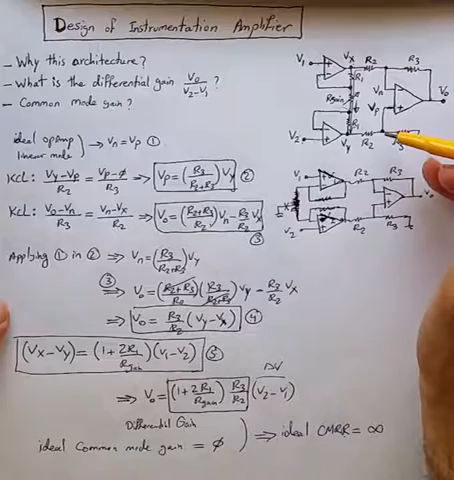 Design of Instrumentation Amplifier
- Why this architecture?
- What is the differential gain Vo/(V2-V1) ?
- Common mode gain?
ideal opamp linear mode } → Vn=Vp ①
KCL: (Vy-Vp)/R2 = (Vp-ø)/R3 ⟹ Vp=(R3/(R2+R3))Vy ②
KCL: (Vo-Vn)/R3 = (Vn-Vx)/R2 ⟹ Vo=((R2+R3)/R2)Vn-(R3/R2)Vx ③
Applying ① in ② ⟹ Vn=(R3/(R2+R3))Vy
③ ⟹ Vo=((R2+R3)/R2)(R3/(R2+R3))Vy - (R3/R2)Vx
⟹ Vo=(R3/R2)(Vy-Vx) ④
(Vx-Vy)=(1+2R1/Rgain)(V1-V2) ⑤
⟹ Vo=(1+2R1/Rgain)(R3/R2)(V2-V1)
Differential Gain
ideal Common mode gain = ø ) ⟹ ideal CMRR = ∞
V1
Vx
R2
R3
R1
Rgain
Vn
Vp
Vo
R1
V2
Vy
R2
R3
V1
R2
R3
Vo
V2
R2
R3